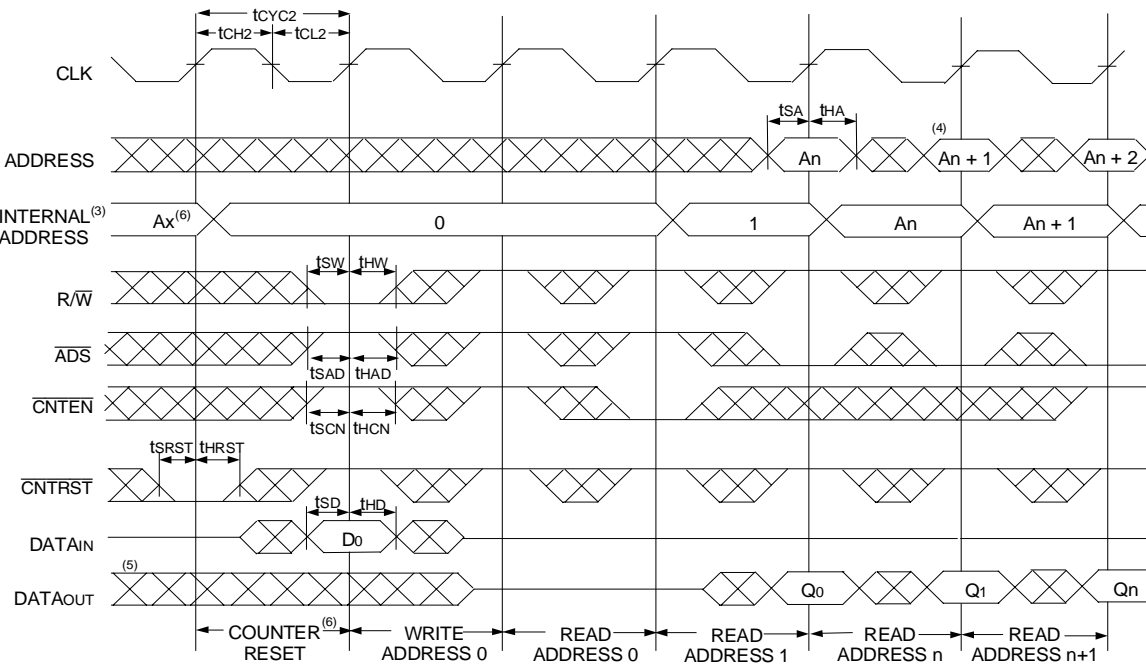 tCYC2
tCH2 tCL2
CLK
tSA tHA
(4)
ADDRESS An An + 1 An + 2
INTERNAL(3)
ADDRESS Ax(6) 0 1 An An + 1
tSW tHW
R/W
ADS
tSAD tHAD
CNTEN
tSCN tHCN
tSRST tHRST
CNTRST
tSD tHD
DATAIN D0
(5)
DATAOUT Q0 Q1 Qn
COUNTER(6) WRITE READ READ READ READ
RESET ADDRESS 0 ADDRESS 0 ADDRESS 1 ADDRESS n ADDRESS n+1